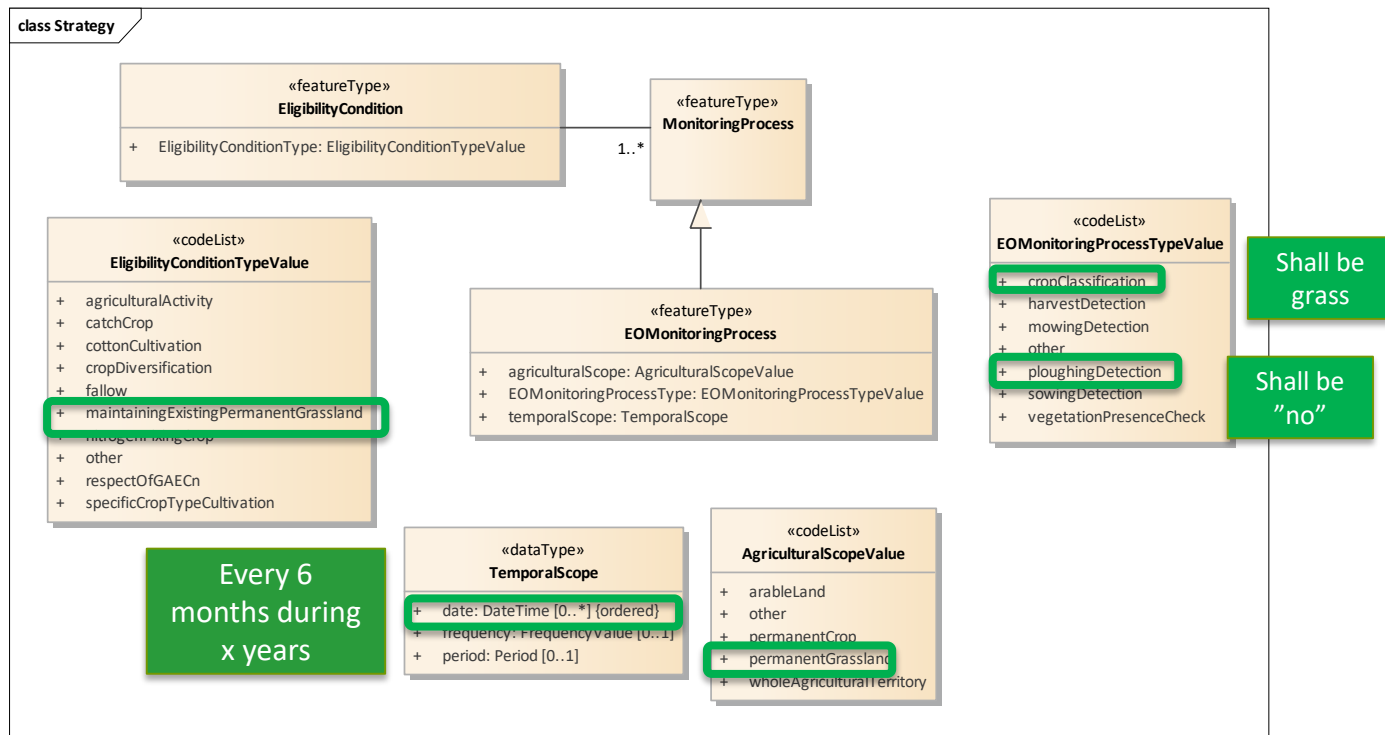 class Strategy
«featureType»
EligibilityCondition
+ EligibilityConditionType: EligibilityConditionTypeValue
1..*
«featureType»
MonitoringProcess
«codeList»
EligibilityConditionTypeValue
+ agriculturalActivity
+ catchCrop
+ cottonCultivation
+ cropDiversification
+ fallow
+ maintainingExistingPermanentGrassland
+ nitrogenFixingCrop
+ other
+ respectOfGAECn
+ specificCropTypeCultivation
«featureType»
EOMonitoringProcess
+ agriculturalScope: AgriculturalScopeValue
+ EOMonitoringProcessType: EOMonitoringProcessTypeValue
+ temporalScope: TemporalScope
«codeList»
EOMonitoringProcessTypeValue
+ cropClassification
+ harvestDetection
+ mowingDetection
+ other
+ ploughingDetection
+ sowingDetection
+ vegetationPresenceCheck
Shall be
grass
Shall be
”no”
Every 6
months during
x years
«dataType»
TemporalScope
+ date: DateTime [0..*] {ordered}
+ frequency: FrequencyValue [0..1]
+ period: Period [0..1]
«codeList»
AgriculturalScopeValue
+ arableLand
+ other
+ permanentCrop
+ permanentGrassland
+ wholeAgriculturalTerritory